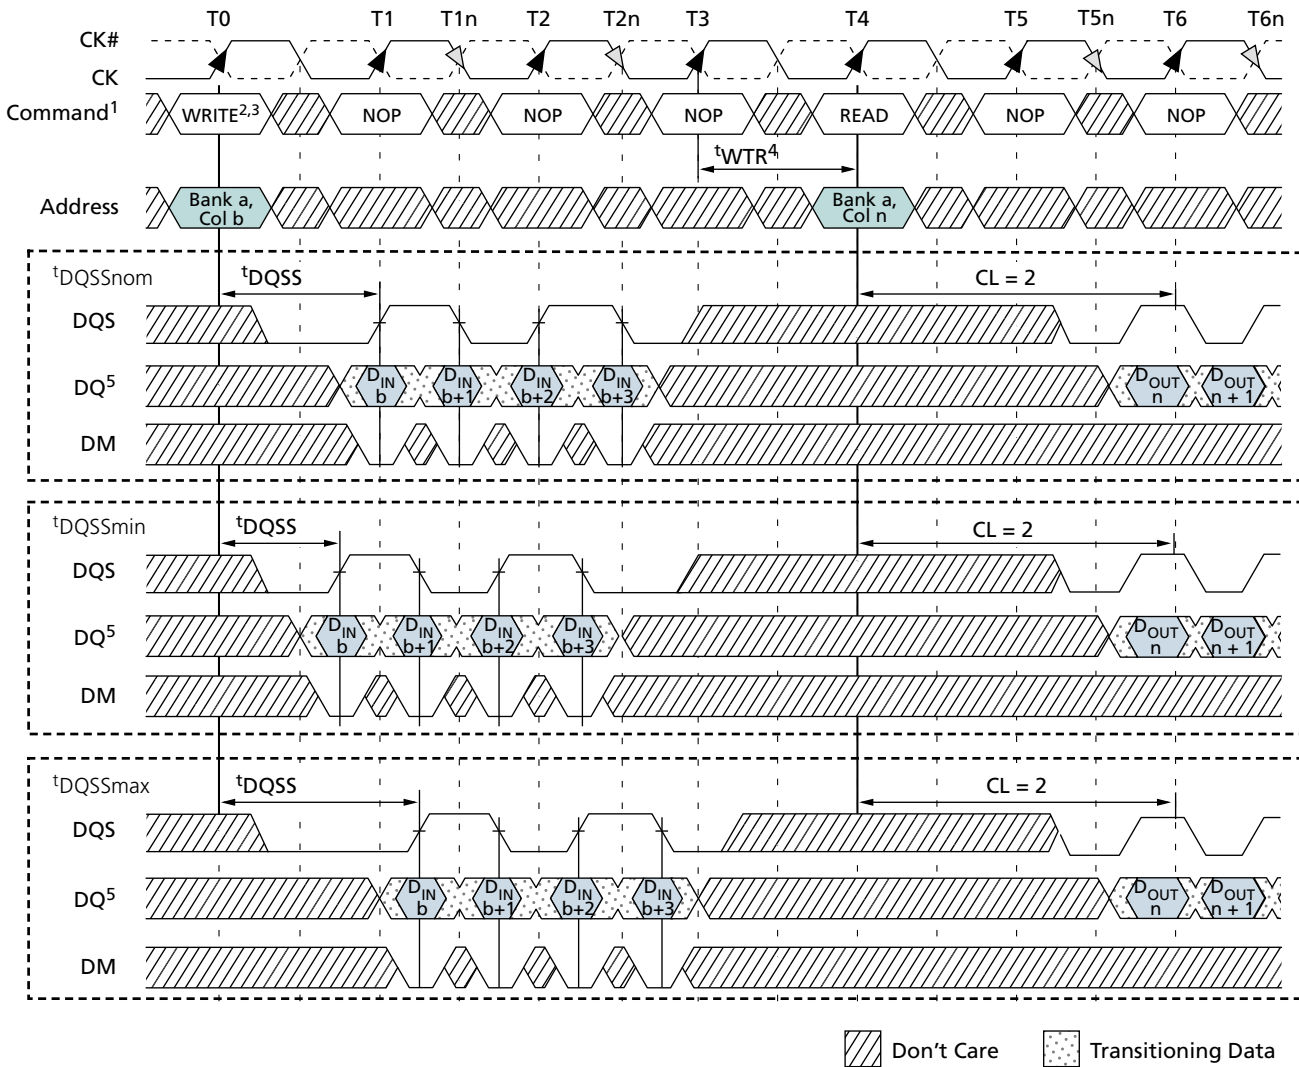 T0 T1 T1n T2 T2n T3 T4 T5 T5n T6 T6n
CK#
CK
Command1 WRITE2,3 NOP NOP NOP READ NOP NOP
tWTR4
Address Bank a, Col b Bank a, Col n
tDQSSnom tDQSS CL = 2
DQS
DQ5 DIN b DIN b+1 DIN b+2 DIN b+3 DOUT n DOUT n + 1
DM
tDQSSmin tDQSS CL = 2
DQS
DQ5 DIN b DIN b+1 DIN b+2 DIN b+3 DOUT n DOUT n + 1
DM
tDQSSmax tDQSS CL = 2
DQS
DQ5 DIN b DIN b+1 DIN b+2 DIN b+3 DOUT n DOUT n + 1
DM
Don't Care Transitioning Data